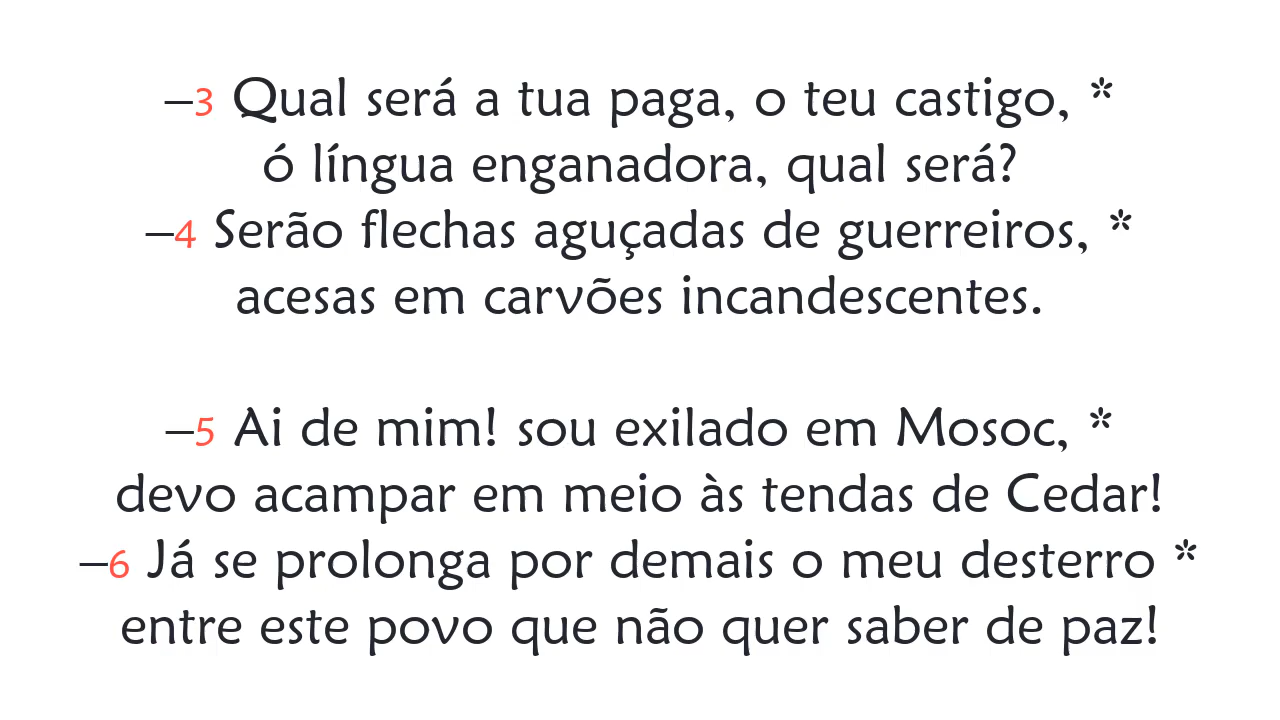 –3 Qual será a tua paga, o teu castigo, *
ó língua enganadora, qual será?
–4 Serão flechas aguçadas de guerreiros, *
acesas em carvões incandescentes.
–5 Ai de mim! sou exilado em Mosoc, *
devo acampar em meio às tendas de Cedar!
–6 Já se prolonga por demais o meu desterro *
entre este povo que não quer saber de paz!